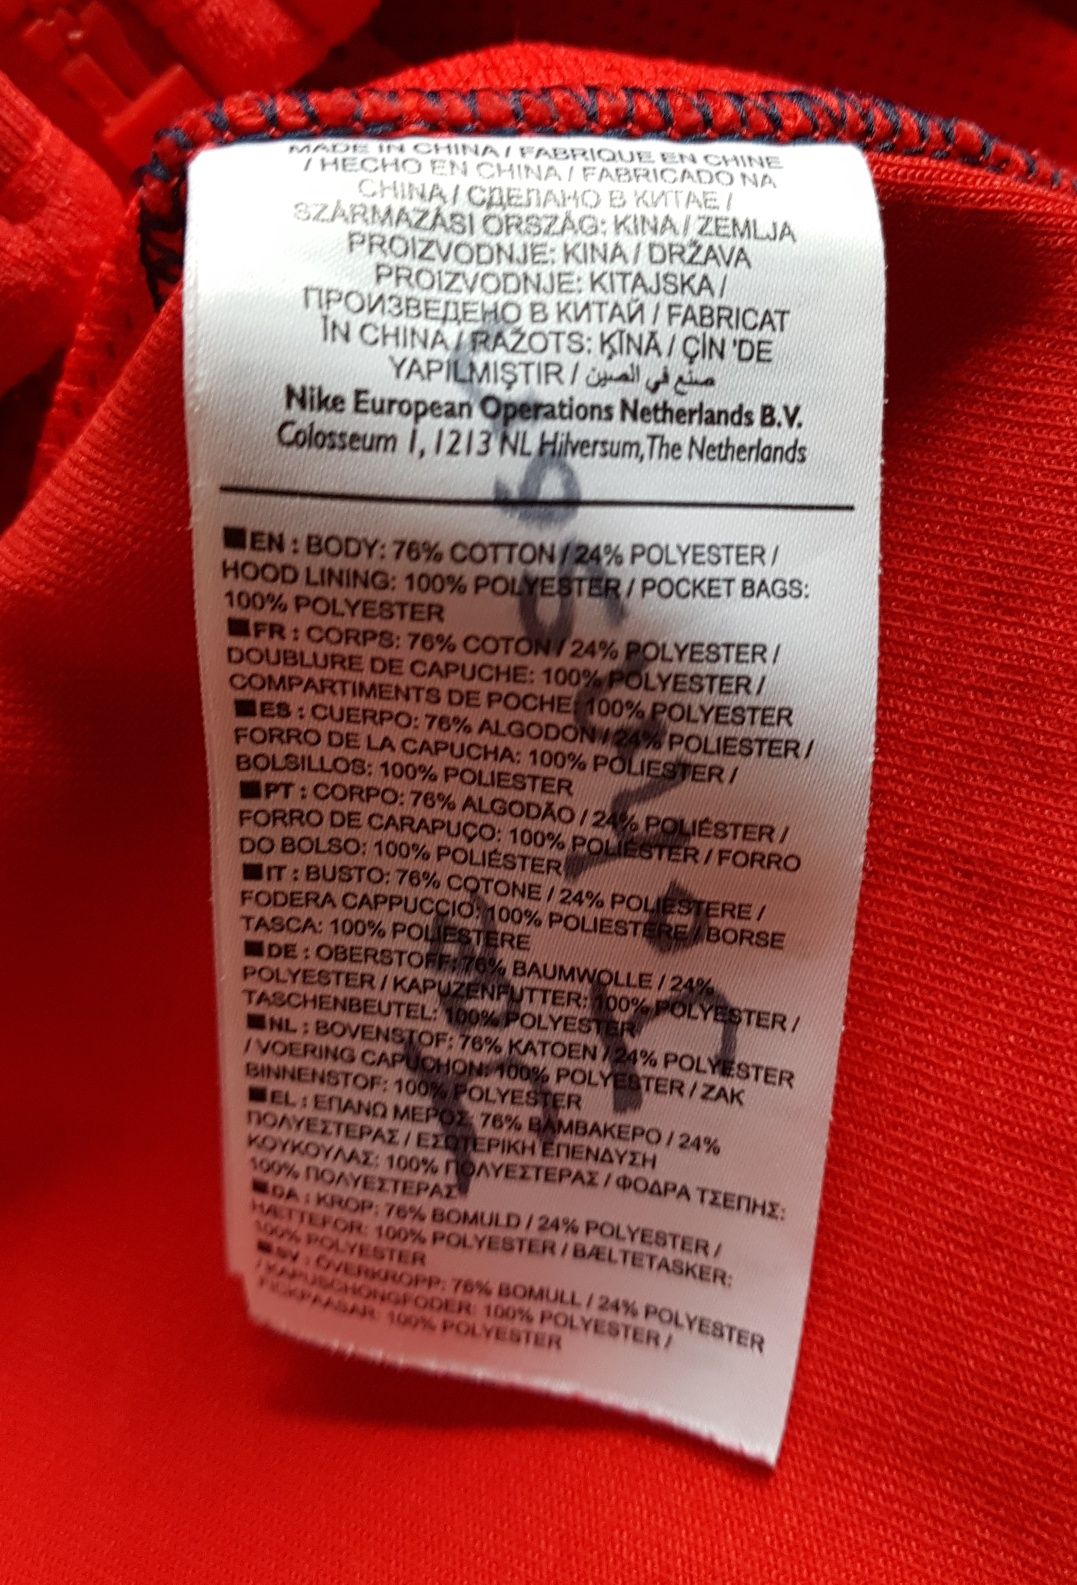 MADE IN CHINA / FABRIQUE EN CHINE
/ HECHO EN CHINA / FABRICADO NA
CHINA / СДЕЛАНО В КИТАЕ /
SZÁRMAZÁSI ORSZÁG: KINA / ZEMLJA
PROIZVODNJE: KINA / DRŽAVA
PROIZVODNJE: KITAJSKA /
ПРОИЗВЕДЕНО В КИТАЙ / FABRICAT
ÎN CHINA / RAŽOTS: ĶĪNĀ / ÇİN 'DE
YAPILMIŞTIR / صنع في الصين
Nike European Operations Netherlands B.V.
Colosseum 1, 1213 NL Hilversum, The Netherlands
■EN : BODY: 76% COTTON / 24% POLYESTER /
HOOD LINING: 100% POLYESTER / POCKET BAGS:
100% POLYESTER
■FR : CORPS: 76% COTON / 24% POLYESTER /
DOUBLURE DE CAPUCHE: 100% POLYESTER /
COMPARTIMENTS DE POCHE: 100% POLYESTER
■ES : CUERPO: 76% ALGODÓN / 24% POLIESTER /
FORRO DE LA CAPUCHA: 100% POLIESTER /
BOLSILLOS: 100% POLIESTER
■PT : CORPO: 76% ALGODÃO / 24% POLIÉSTER /
FORRO DE CARAPUÇO: 100% POLIÉSTER / FORRO
DO BOLSO: 100% POLIÉSTER
■IT : BUSTO: 76% COTONE / 24% POLIESTERE /
FODERA CAPPUCCIO: 100% POLIESTERE / BORSE
TASCA: 100% POLIESTERE
■DE : OBERSTOFF: 76% BAUMWOLLE / 24%
POLYESTER / KAPUZENFUTTER: 100% POLYESTER /
TASCHENBEUTEL: 100% POLYESTER
■NL : BOVENSTOF: 76% KATOEN / 24% POLYESTER
/ VOERING CAPUCHON: 100% POLYESTER / ZAK
BINNENSTOF: 100% POLYESTER
■EL : ΕΠΑΝΩ ΜΕΡΟΣ: 76% ΒΑΜΒΑΚΕΡΟ / 24%
ΠΟΛΥΕΣΤΕΡΑΣ / ΕΣΩΤΕΡΙΚΗ ΕΠΕΝΔΥΣΗ
ΚΟΥΚΟΥΛΑΣ: 100% ΠΟΛΥΕΣΤΕΡΑΣ / ΦΟΔΡΑ ΤΣΕΠΗΣ:
100% ΠΟΛΥΕΣΤΕΡΑΣ
■DA : KROP: 76% BOMULD / 24% POLYESTER /
HÆTTEFOR: 100% POLYESTER / BÆLTETASKER:
100% POLYESTER
■SV : ÖVERKROPP: 76% BOMULL / 24% POLYESTER
/ KAPUSCHONGFODER: 100% POLYESTER /
FICKPAASAR: 100% POLYESTER